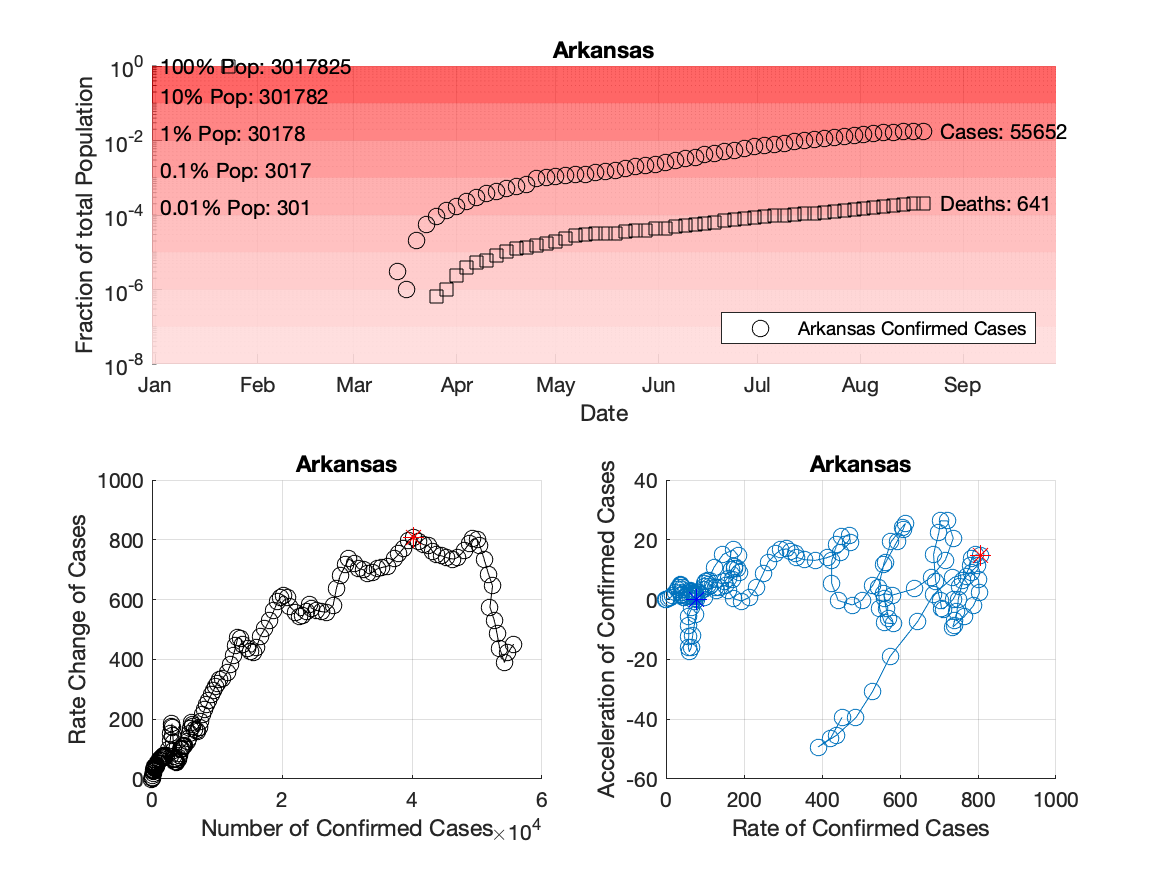 Arkansas
10^0
10^-2
10^-4
10^-6
10^-8
Fraction of total Population
100% Pop: 3017825
10% Pop: 301782
1% Pop: 30178
0.1% Pop: 3017
0.01% Pop: 301
Cases: 55652
Deaths: 641
Arkansas Confirmed Cases
Jan Feb Mar Apr May Jun Jul Aug Sep
Date
Arkansas
1000
800
600
400
200
0
Rate Change of Cases
0 2 4 6
×10^4
Number of Confirmed Cases
Arkansas
40
20
0
-20
-40
-60
Acceleration of Confirmed Cases
0 200 400 600 800 1000
Rate of Confirmed Cases